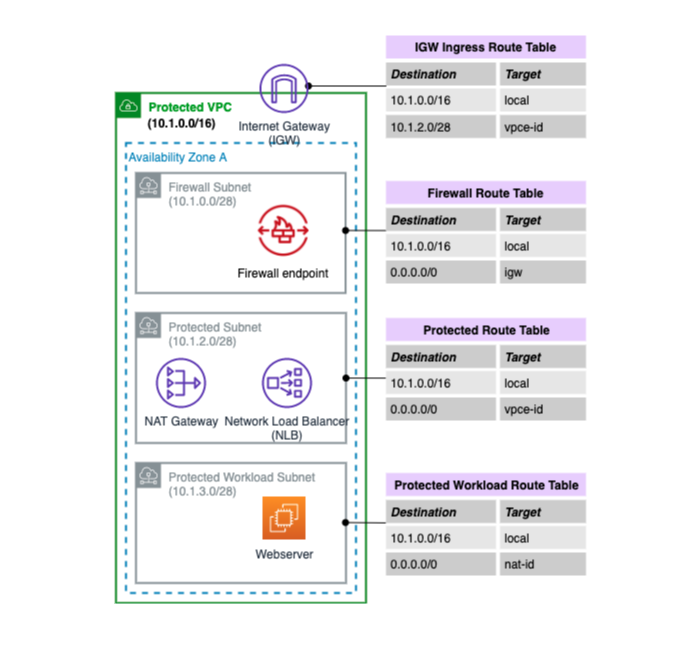 Protected VPC
(10.1.0.0/16)
Internet Gateway
(IGW)
Availability Zone A
Firewall Subnet
(10.1.0.0/28)
Firewall endpoint
Protected Subnet
(10.1.2.0/28)
NAT Gateway
Network Load Balancer
(NLB)
Protected Workload Subnet
(10.1.3.0/28)
Webserver
IGW Ingress Route Table
Destination Target
10.1.0.0/16 local
10.1.2.0/28 vpce-id
Firewall Route Table
Destination Target
10.1.0.0/16 local
0.0.0.0/0 igw
Protected Route Table
Destination Target
10.1.0.0/16 local
0.0.0.0/0 vpce-id
Protected Workload Route Table
Destination Target
10.1.0.0/16 local
0.0.0.0/0 nat-id